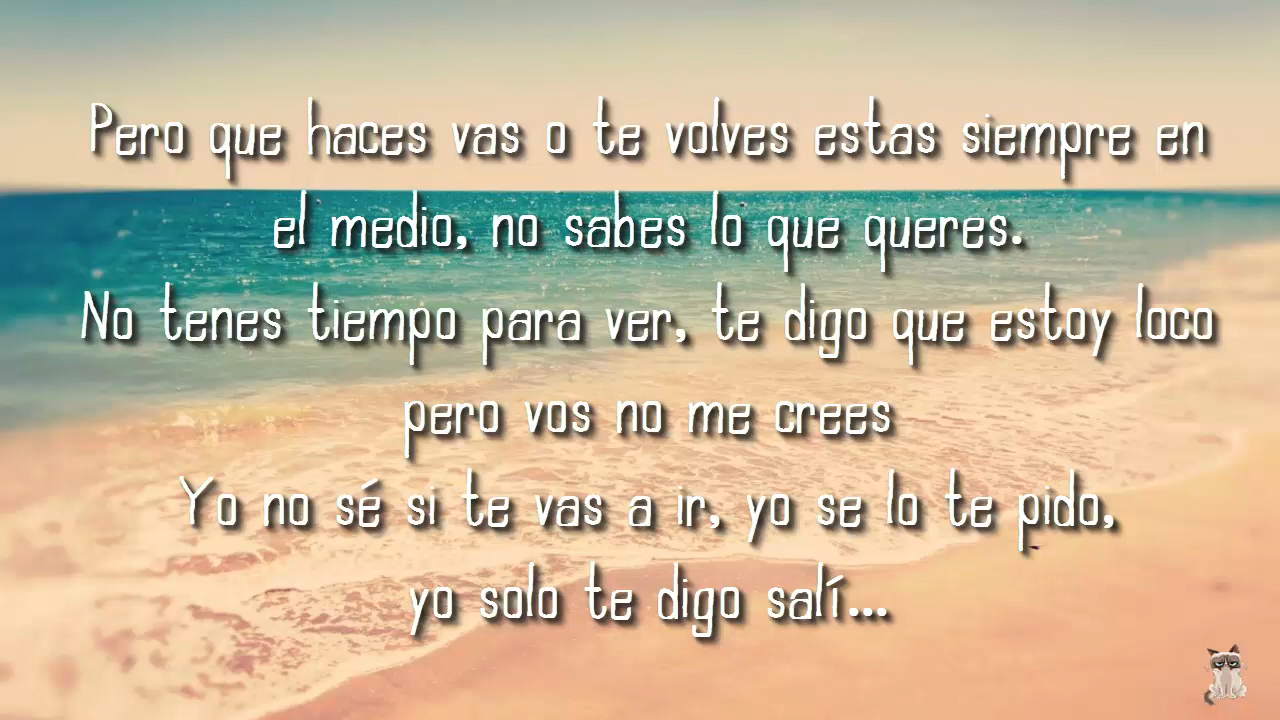 Pero que haces vas o te volves estas siempre en
el medio, no sabes lo que queres.
No tenes tiempo para ver, te digo que estoy loco
pero vos no me crees
Yo no sé si te vas a ir, yo se lo te pido,
yo solo te digo salí...